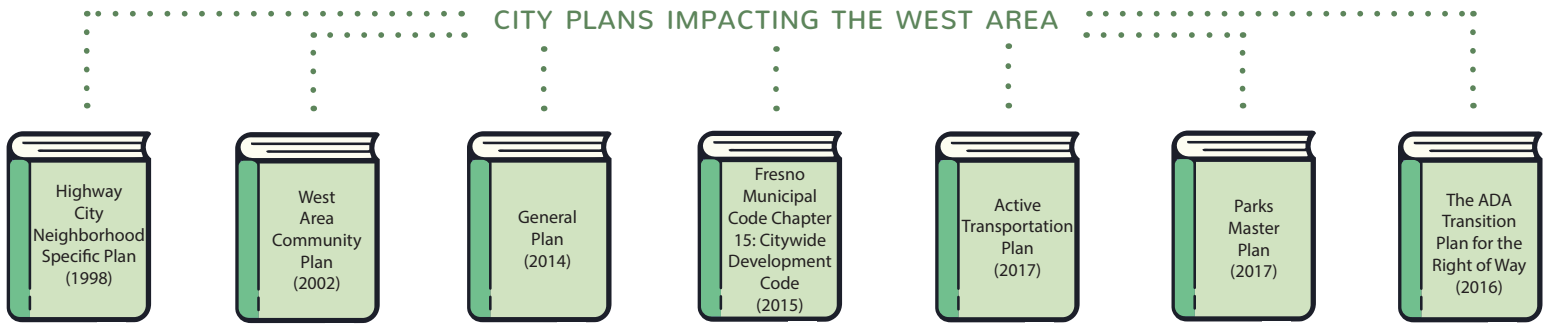 CITY PLANS IMPACTING THE WEST AREA
Highway
City
Neighborhood
Specific Plan
(1998)
West
Area
Community
Plan
(2002)
General
Plan
(2014)
Fresno
Municipal
Code Chapter
15: Citywide
Development
Code
(2015)
Active
Transportation
Plan
(2017)
Parks
Master
Plan
(2017)
The ADA
Transition
Plan for the
Right of Way
(2016)